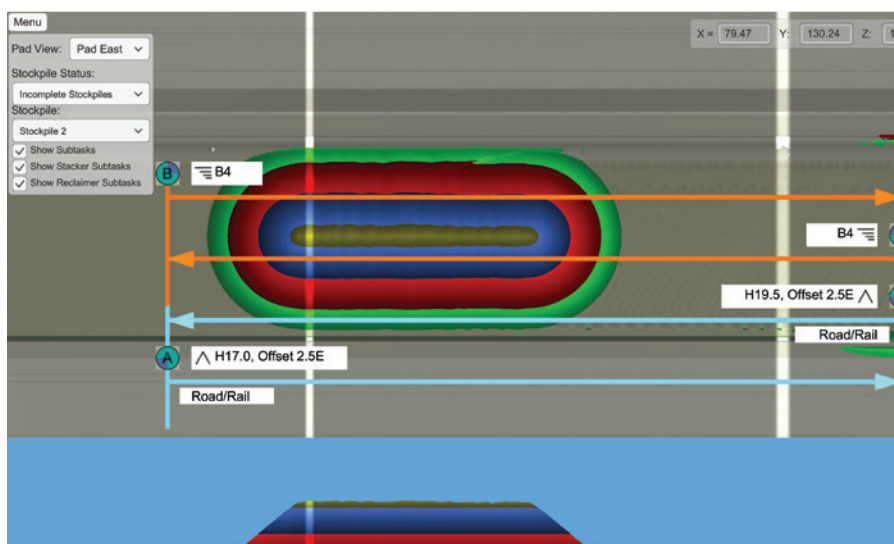 Menu
X = 79.47 Y: 130.24 Z:
Pad View: Pad East
Stockpile Status:
Incomplete Stockpiles
Stockpile:
Stockpile 2
Show Subtasks
Show Stacker Subtasks
Show Reclaimer Subtasks
B B4
B4
H19.5, Offset 2.5E
Road/Rail
A H17.0, Offset 2.5E
Road/Rail